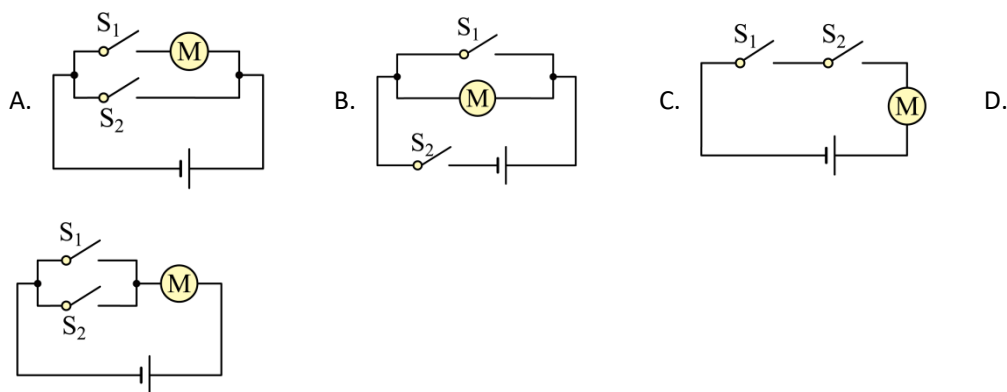 S₁ M
A. S₂
S₁
B. M
S₂
S₁ S₂
C. M
D.
S₁
M
S₂